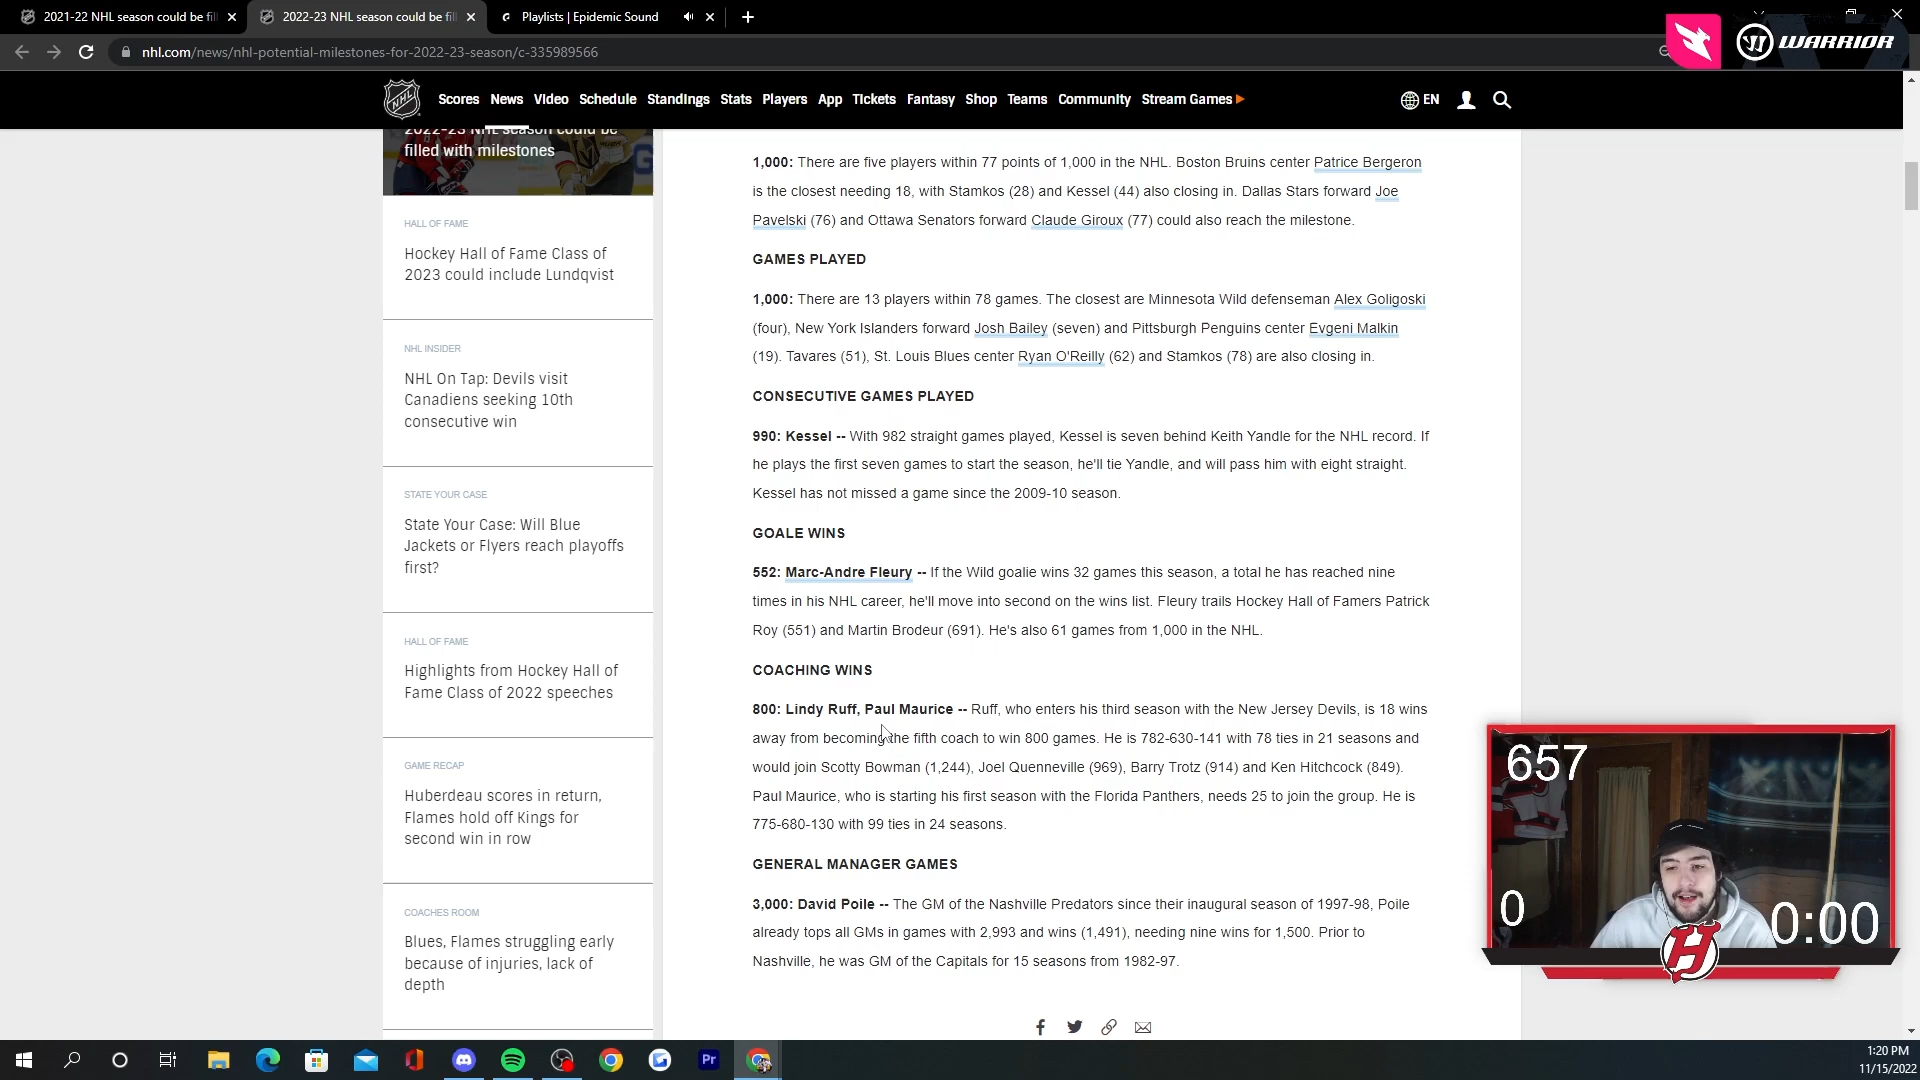 2021-22 NHL season could be fil
2022-23 NHL season could be fil
Playlists | Epidemic Sound
WARRIOR
nhl.com/news/nhl-potential-milestones-for-2022-23-season/c-335989566
NHL
Scores News Video Schedule Standings Stats Players App Tickets Fantasy Shop Teams Community Stream Games
EN
2022-23 NHL season could be
filled with milestones
HALL OF FAME
Hockey Hall of Fame Class of
2023 could include Lundqvist
NHL INSIDER
NHL On Tap: Devils visit
Canadiens seeking 10th
consecutive win
STATE YOUR CASE
State Your Case: Will Blue
Jackets or Flyers reach playoffs
first?
HALL OF FAME
Highlights from Hockey Hall of
Fame Class of 2022 speeches
GAME RECAP
Huberdeau scores in return,
Flames hold off Kings for
second win in row
COACHES ROOM
Blues, Flames struggling early
because of injuries, lack of
depth
1,000: There are five players within 77 points of 1,000 in the NHL. Boston Bruins center Patrice Bergeron
is the closest needing 18, with Stamkos (28) and Kessel (44) also closing in. Dallas Stars forward Joe
Pavelski (76) and Ottawa Senators forward Claude Giroux (77) could also reach the milestone.
GAMES PLAYED
1,000: There are 13 players within 78 games. The closest are Minnesota Wild defenseman Alex Goligoski
(four), New York Islanders forward Josh Bailey (seven) and Pittsburgh Penguins center Evgeni Malkin
(19). Tavares (51), St. Louis Blues center Ryan O'Reilly (62) and Stamkos (78) are also closing in.
CONSECUTIVE GAMES PLAYED
990: Kessel -- With 982 straight games played, Kessel is seven behind Keith Yandle for the NHL record. If
he plays the first seven games to start the season, he'll tie Yandle, and will pass him with eight straight.
Kessel has not missed a game since the 2009-10 season.
GOALE WINS
552: Marc-Andre Fleury -- If the Wild goalie wins 32 games this season, a total he has reached nine
times in his NHL career, he'll move into second on the wins list. Fleury trails Hockey Hall of Famers Patrick
Roy (551) and Martin Brodeur (691). He's also 61 games from 1,000 in the NHL.
COACHING WINS
800: Lindy Ruff, Paul Maurice -- Ruff, who enters his third season with the New Jersey Devils, is 18 wins
away from becoming the fifth coach to win 800 games. He is 782-630-141 with 78 ties in 21 seasons and
would join Scotty Bowman (1,244), Joel Quenneville (969), Barry Trotz (914) and Ken Hitchcock (849).
Paul Maurice, who is starting his first season with the Florida Panthers, needs 25 to join the group. He is
775-680-130 with 99 ties in 24 seasons.
GENERAL MANAGER GAMES
3,000: David Poile -- The GM of the Nashville Predators since their inaugural season of 1997-98, Poile
already tops all GMs in games with 2,993 and wins (1,491), needing nine wins for 1,500. Prior to
Nashville, he was GM of the Capitals for 15 seasons from 1982-97.
657
0
0:00
H
Pr
1:20 PM
11/15/2022